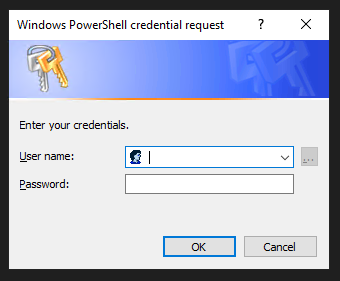 Windows PowerShell credential request
Enter your credentials.
User name:
Password:
OK
Cancel